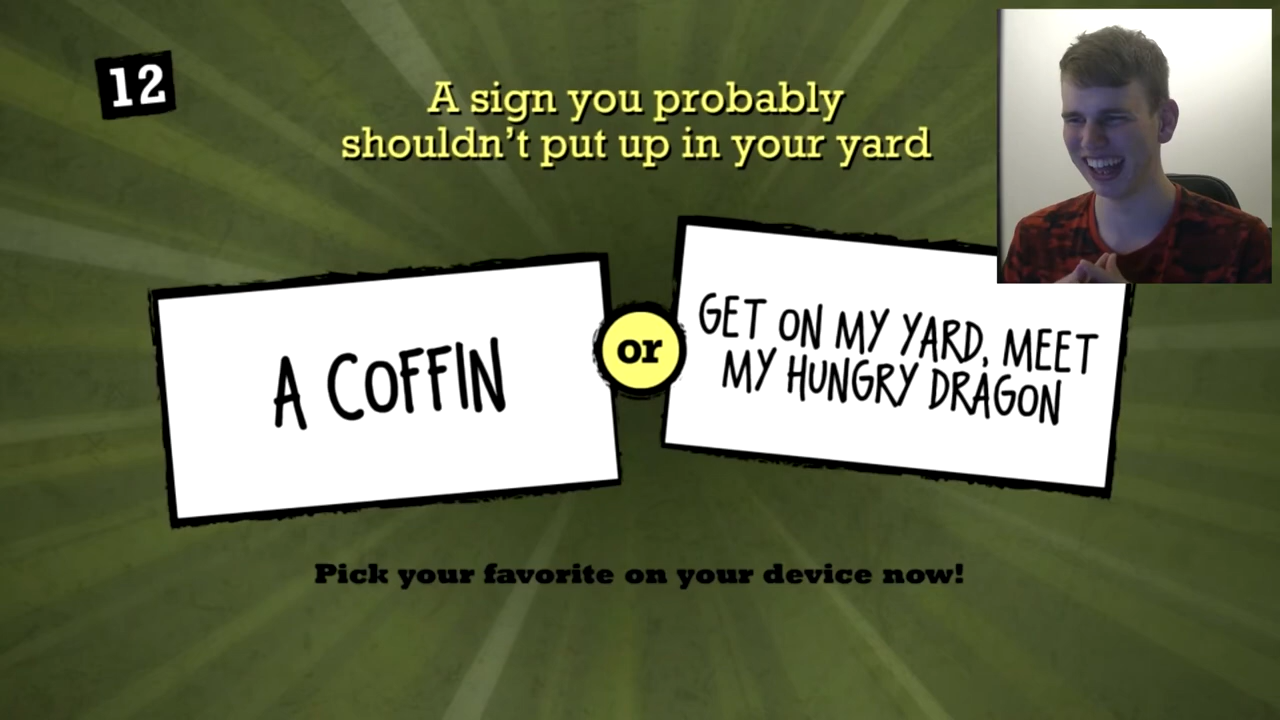 12
A sign you probably
shouldn't put up in your yard
A COFFIN
or
GET ON MY YARD, MEET
MY HUNGRY DRAGON
Pick your favorite on your device now!